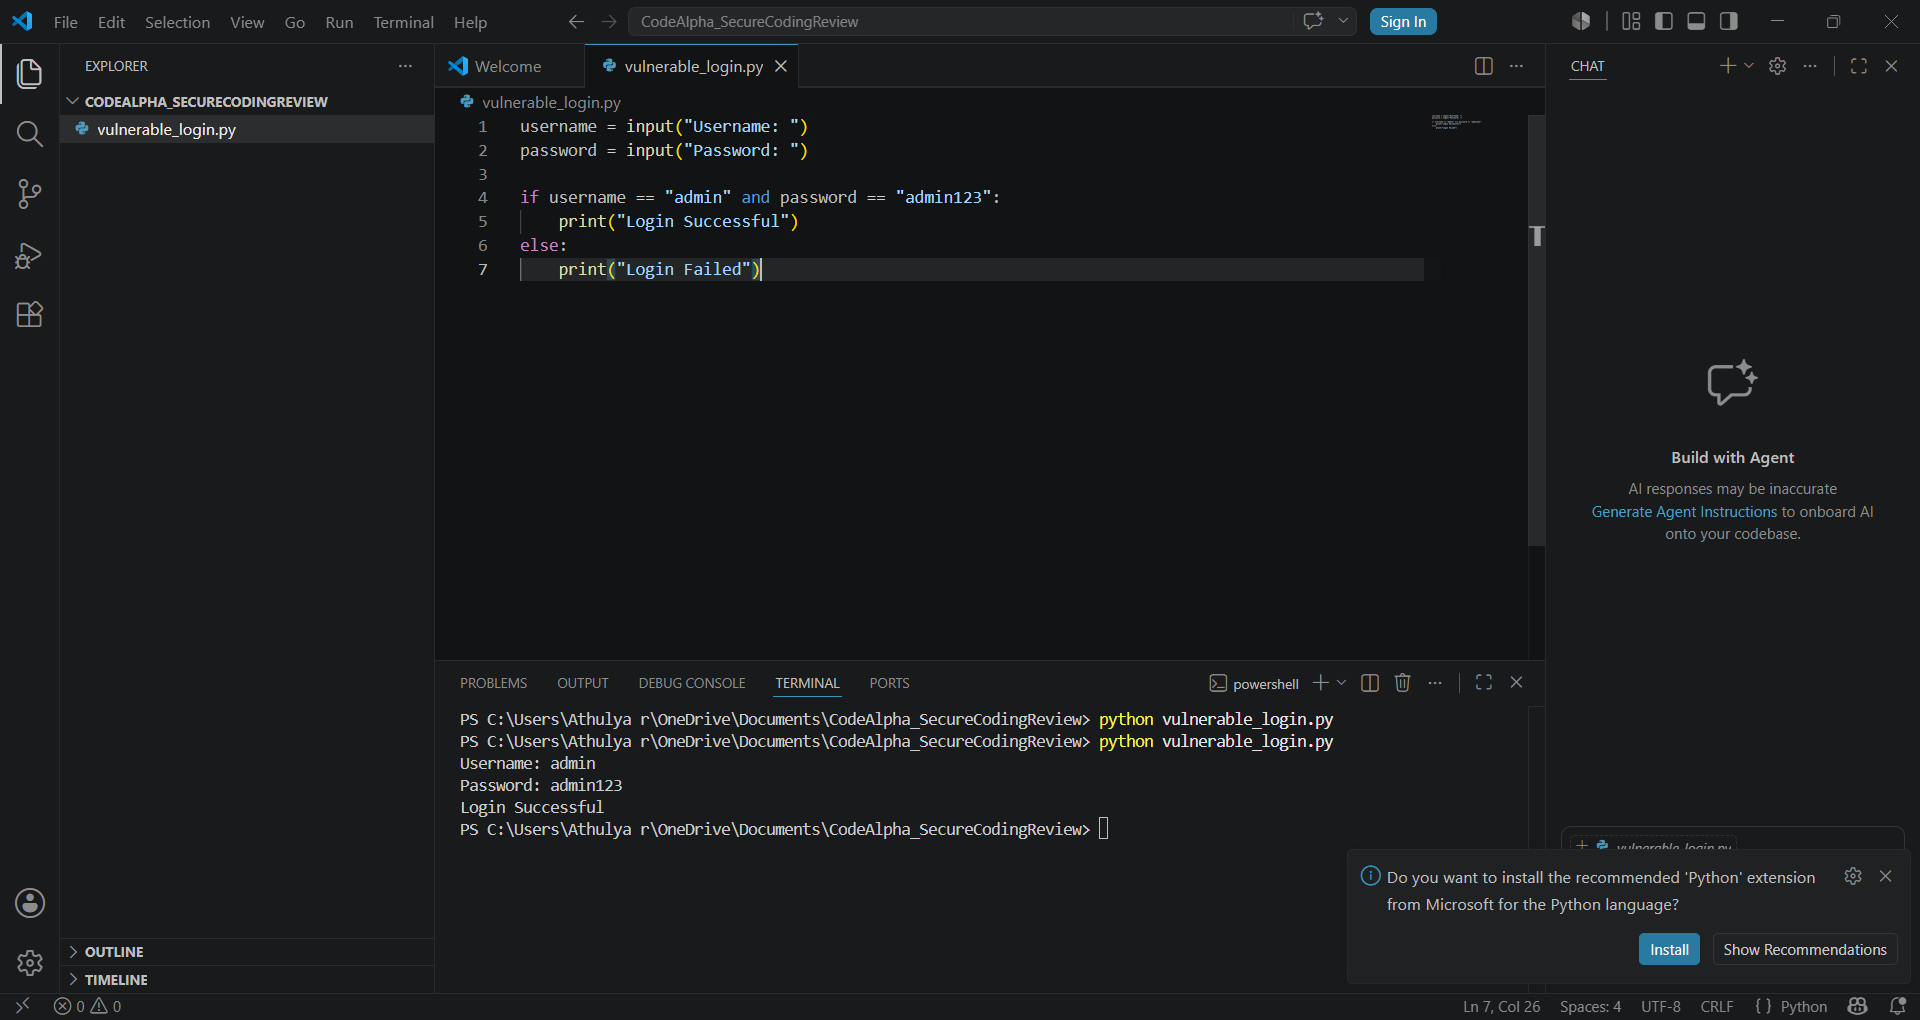 File Edit Selection View Go Run Terminal Help
CodeAlpha_SecureCodingReview
Sign In
EXPLORER
CODEALPHA_SECURECODINGREVIEW
vulnerable_login.py
OUTLINE
TIMELINE
Welcome
vulnerable_login.py
vulnerable_login.py
1 username = input("Username: ")
2 password = input("Password: ")
3
4 if username == "admin" and password == "admin123":
5 print("Login Successful")
6 else:
7 print("Login Failed")
PROBLEMS OUTPUT DEBUG CONSOLE TERMINAL PORTS
powershell
PS C:\Users\Athulya r\OneDrive\Documents\CodeAlpha_SecureCodingReview> python vulnerable_login.py
PS C:\Users\Athulya r\OneDrive\Documents\CodeAlpha_SecureCodingReview> python vulnerable_login.py
Username: admin
Password: admin123
Login Successful
PS C:\Users\Athulya r\OneDrive\Documents\CodeAlpha_SecureCodingReview>
CHAT
Build with Agent
AI responses may be inaccurate
Generate Agent Instructions to onboard AI
onto your codebase.
vulnerable_login.py
Do you want to install the recommended 'Python' extension
from Microsoft for the Python language?
Install
Show Recommendations
0 0
Ln 7, Col 26 Spaces: 4 UTF-8 CRLF {} Python